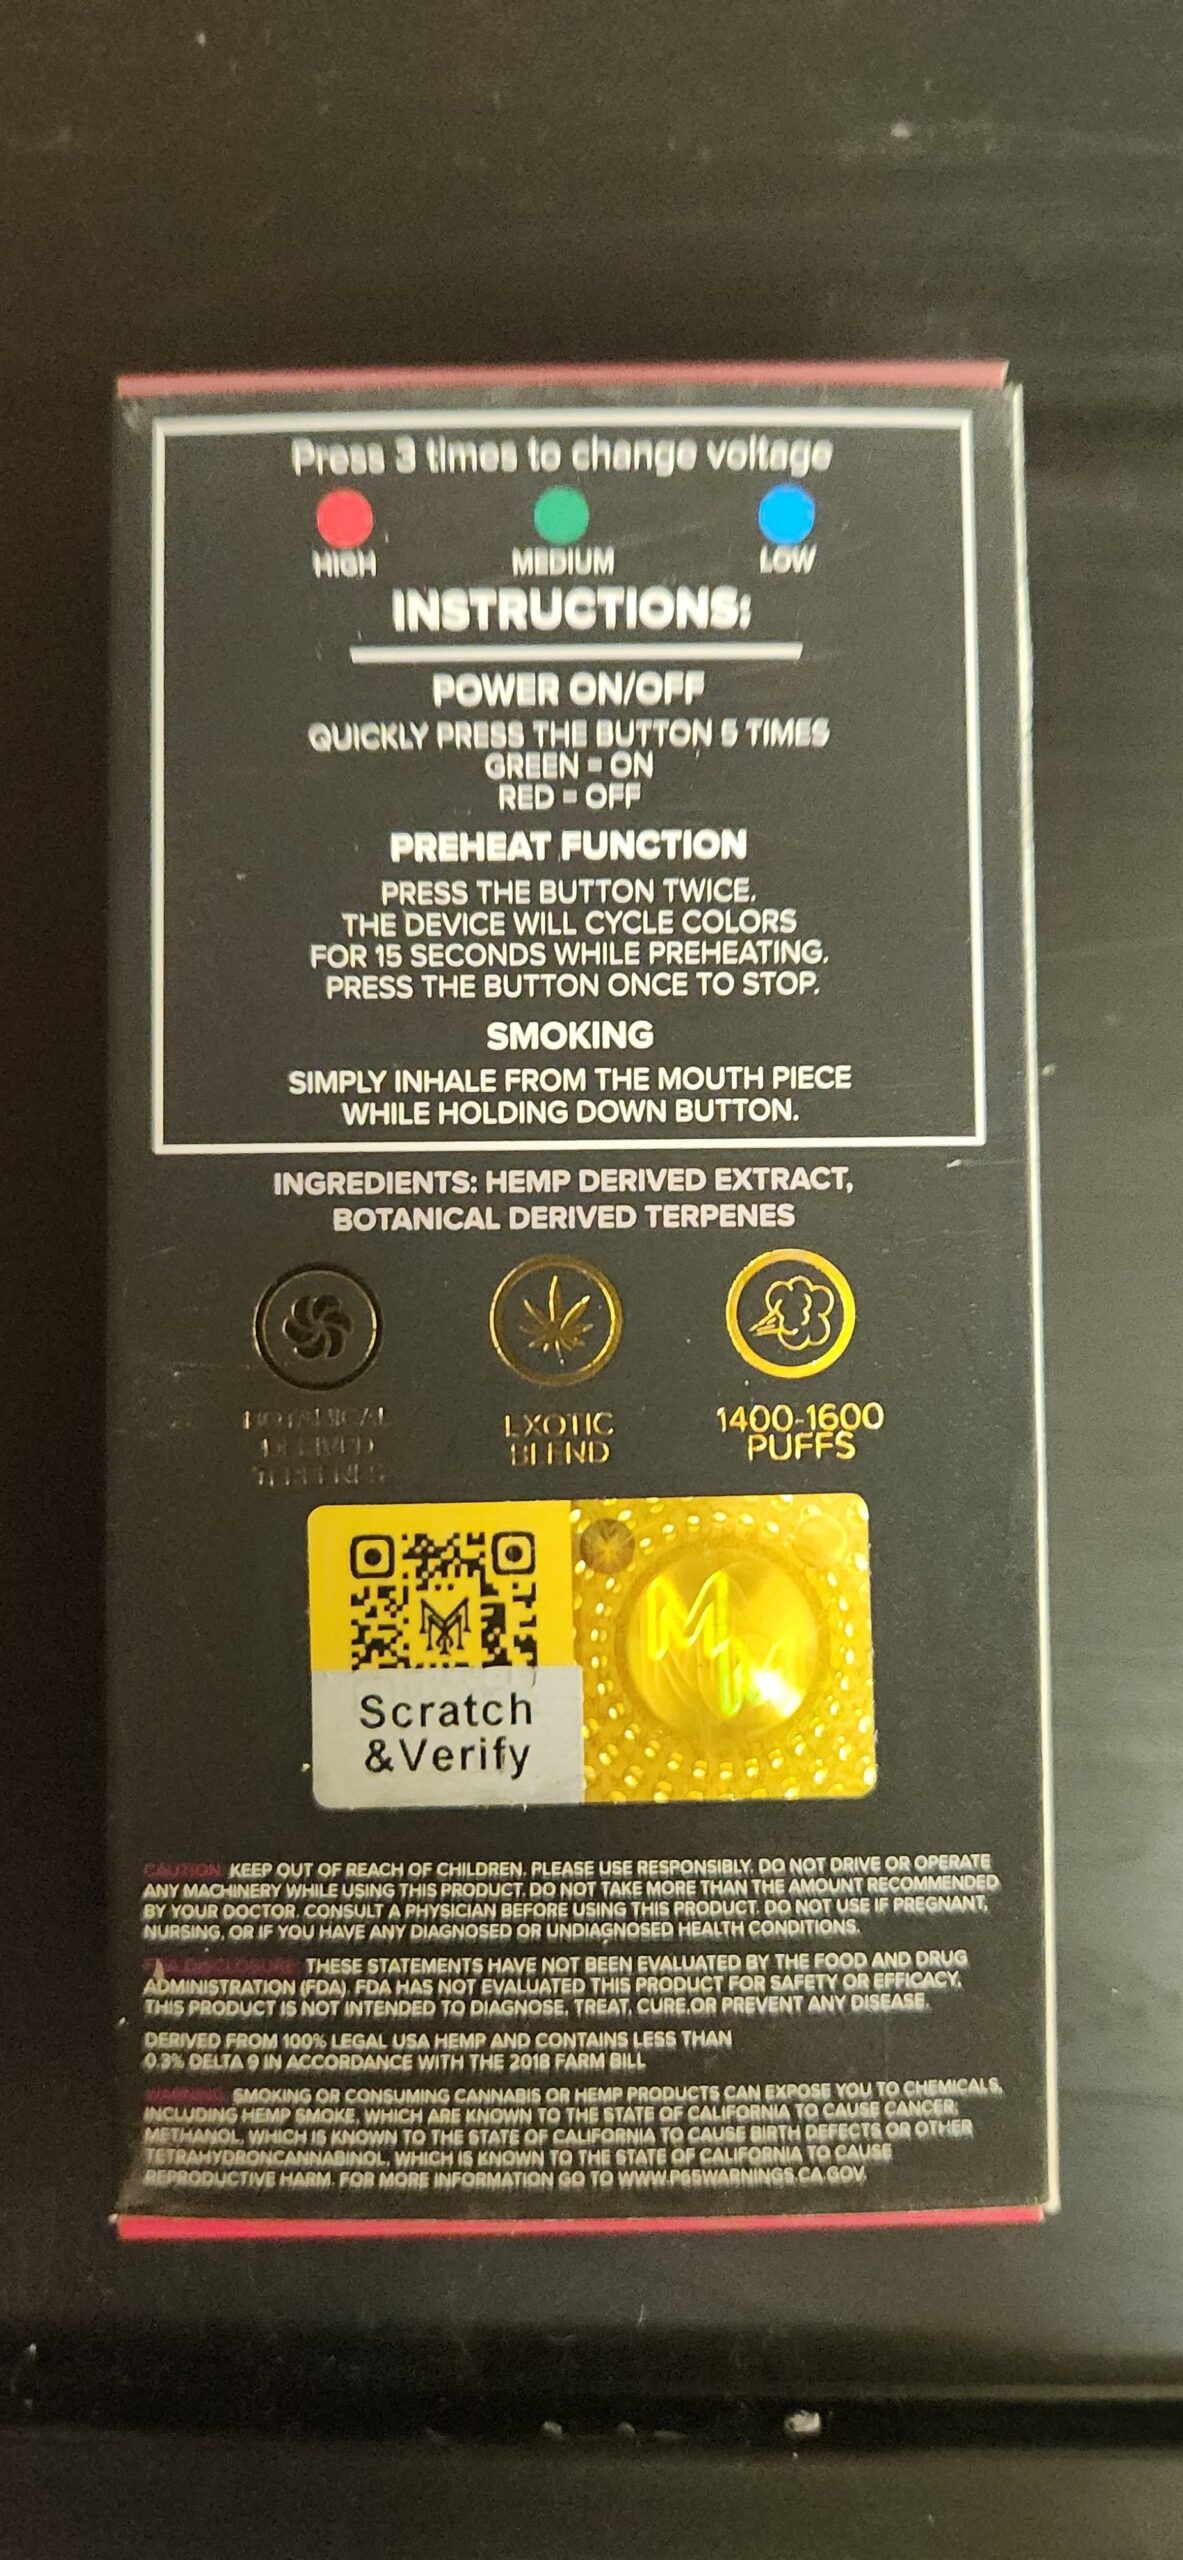 Press 3 times to change voltage
HIGH MEDIUM LOW
INSTRUCTIONS:
POWER ON/OFF
QUICKLY PRESS THE BUTTON 5 TIMES
GREEN = ON
RED = OFF
PREHEAT FUNCTION
PRESS THE BUTTON TWICE.
THE DEVICE WILL CYCLE COLORS
FOR 15 SECONDS WHILE PREHEATING.
PRESS THE BUTTON ONCE TO STOP.
SMOKING
SIMPLY INHALE FROM THE MOUTH PIECE
WHILE HOLDING DOWN BUTTON.
INGREDIENTS: HEMP DERIVED EXTRACT,
BOTANICAL DERIVED TERPENES
BOTANICAL
DERIVED
TERPENES
EXOTIC
BLEND
1400-1600
PUFFS
Scratch
&Verify
CAUTION: KEEP OUT OF REACH OF CHILDREN. PLEASE USE RESPONSIBLY. DO NOT DRIVE OR OPERATE
ANY MACHINERY WHILE USING THIS PRODUCT. DO NOT TAKE MORE THAN THE AMOUNT RECOMMENDED
BY YOUR DOCTOR. CONSULT A PHYSICIAN BEFORE USING THIS PRODUCT. DO NOT USE IF PREGNANT,
NURSING, OR IF YOU HAVE ANY DIAGNOSED OR UNDIAGNOSED HEALTH CONDITIONS.
FDA DISCLOSURE: THESE STATEMENTS HAVE NOT BEEN EVALUATED BY THE FOOD AND DRUG
ADMINISTRATION (FDA). FDA HAS NOT EVALUATED THIS PRODUCT FOR SAFETY OR EFFICACY.
THIS PRODUCT IS NOT INTENDED TO DIAGNOSE, TREAT, CURE,OR PREVENT ANY DISEASE.
DERIVED FROM 100% LEGAL USA HEMP AND CONTAINS LESS THAN
0.3% DELTA 9 IN ACCORDANCE WITH THE 2018 FARM BILL
WARNING: SMOKING OR CONSUMING CANNABIS OR HEMP PRODUCTS CAN EXPOSE YOU TO CHEMICALS,
INCLUDING HEMP SMOKE, WHICH ARE KNOWN TO THE STATE OF CALIFORNIA TO CAUSE CANCER;
METHANOL, WHICH IS KNOWN TO THE STATE OF CALIFORNIA TO CAUSE BIRTH DEFECTS OR OTHER
TETRAHYDRONCANNABINOL, WHICH IS KNOWN TO THE STATE OF CALIFORNIA TO CAUSE
REPRODUCTIVE HARM. FOR MORE INFORMATION GO TO WWW.P65WARNINGS.CA.GOV.